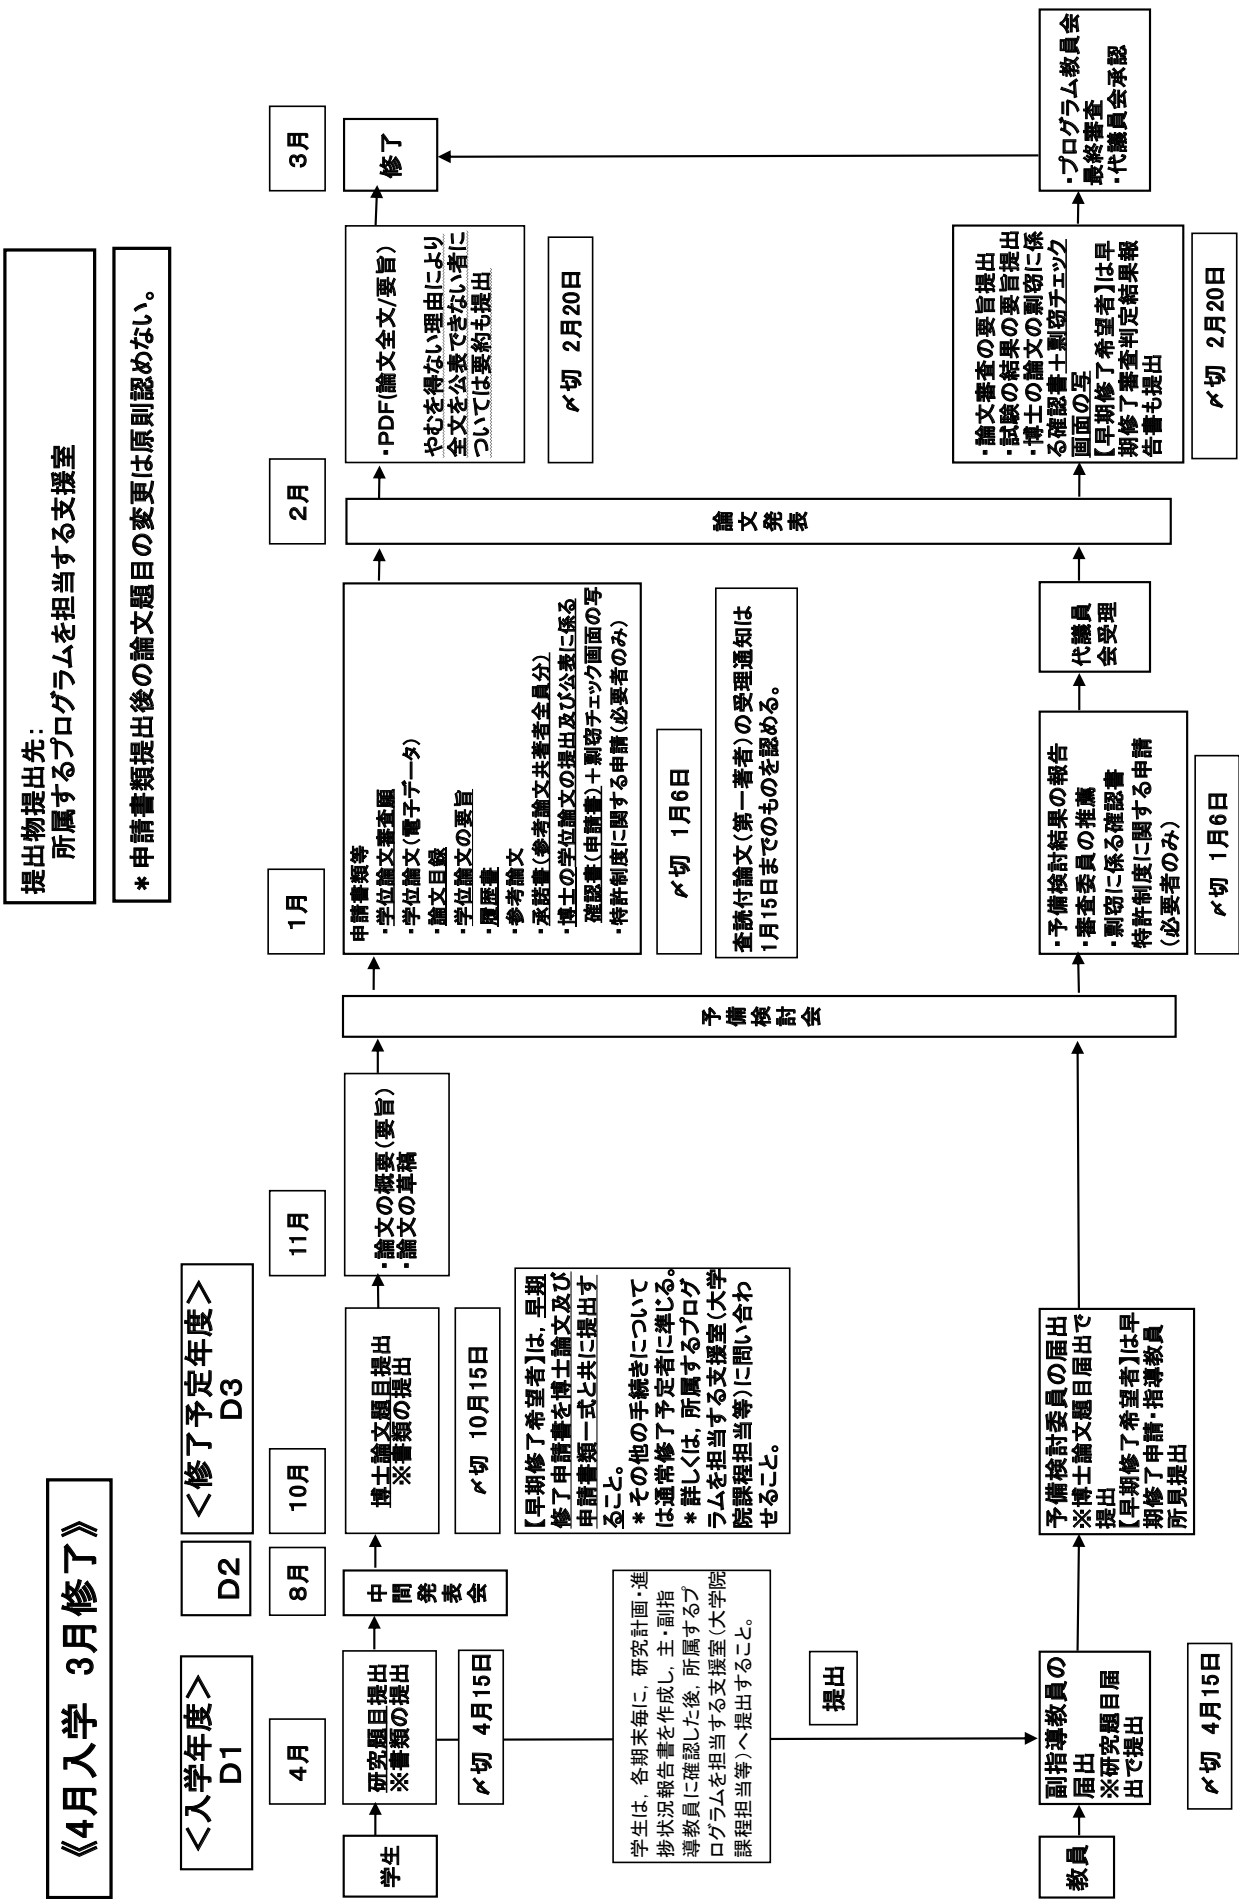 《4月入学 3月修了》
提出物提出先:
所属するプログラムを担当する支援室
＊申請書類提出後の論文題目の変更は原則認めない。
＜入学年度＞
D1
D2
＜修了予定年度＞
D3
4月
8月
10月
11月
1月
2月
3月
学生
研究題目提出
※書類の提出
〆切 4月15日
中間発表会
博士論文題目提出
※書類の提出
〆切 10月15日
・論文の概要(要旨)
・論文の草稿
予備検討会
申請書類等
・学位論文審査願
・学位論文(電子データ)
・論文目録
・学位論文の要旨
・履歴書
・参考論文
・承諾書(参考論文共著者全員分)
・博士の学位論文の提出及び公表に係る
確認書(申請書)＋剽窃チェック画面の写
・特許制度に関する申請(必要者のみ)
〆切 1月6日
査読付論文(第一著者)の受理通知は
1月15日までのものを認める。
論文発表
・PDF(論文全文/要旨)
やむを得ない理由により
全文を公表できない者に
ついては要約も提出
〆切 2月20日
修了
学生は，各期末毎に，研究計画・進
捗状況報告書を作成し，主・副指
導教員に確認した後，所属するプ
ログラムを担当する支援室(大学院
課程担当等)へ提出すること。
【早期修了希望者】は，早期
修了申請書を博士論文及び
申請書類一式と共に提出す
ること。
＊その他の手続きについて
は通常修了予定者に準じる。
＊詳しくは，所属するプログ
ラムを担当する支援室(大学
院課程担当等)に問い合わ
せること。
提出
教員
副指導教員の
届出
※研究題目届
出で提出
〆切 4月15日
予備検討委員の届出
※博士論文題目届出で
提出
【早期修了希望者】は早
期修了申請・指導教員
所見提出
・予備検討結果の報告
・審査委員の推薦
・剽窃に係る確認書
特許制度に関する申請
(必要者のみ)
〆切 1月6日
代議員
会受理
・論文審査の要旨提出
・試験の結果の要旨提出
・博士の論文の剽窃に係
る確認書＋剽窃チェック
画面の写
【早期修了希望者】は早
期修了審査判定結果報
告書も提出
〆切 2月20日
・プログラム教員会
最終審査
・代議員会承認